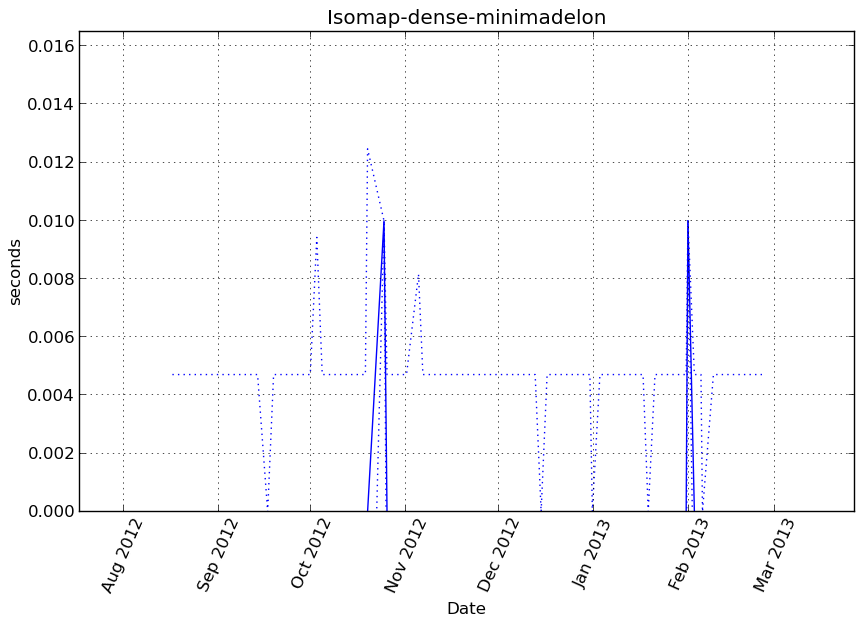 Isomap-dense-minimadelon
0.016
0.014
0.012
0.010
0.008
0.006
0.004
0.002
0.000
seconds
Aug 2012
Sep 2012
Oct 2012
Nov 2012
Dec 2012
Jan 2013
Feb 2013
Mar 2013
Date